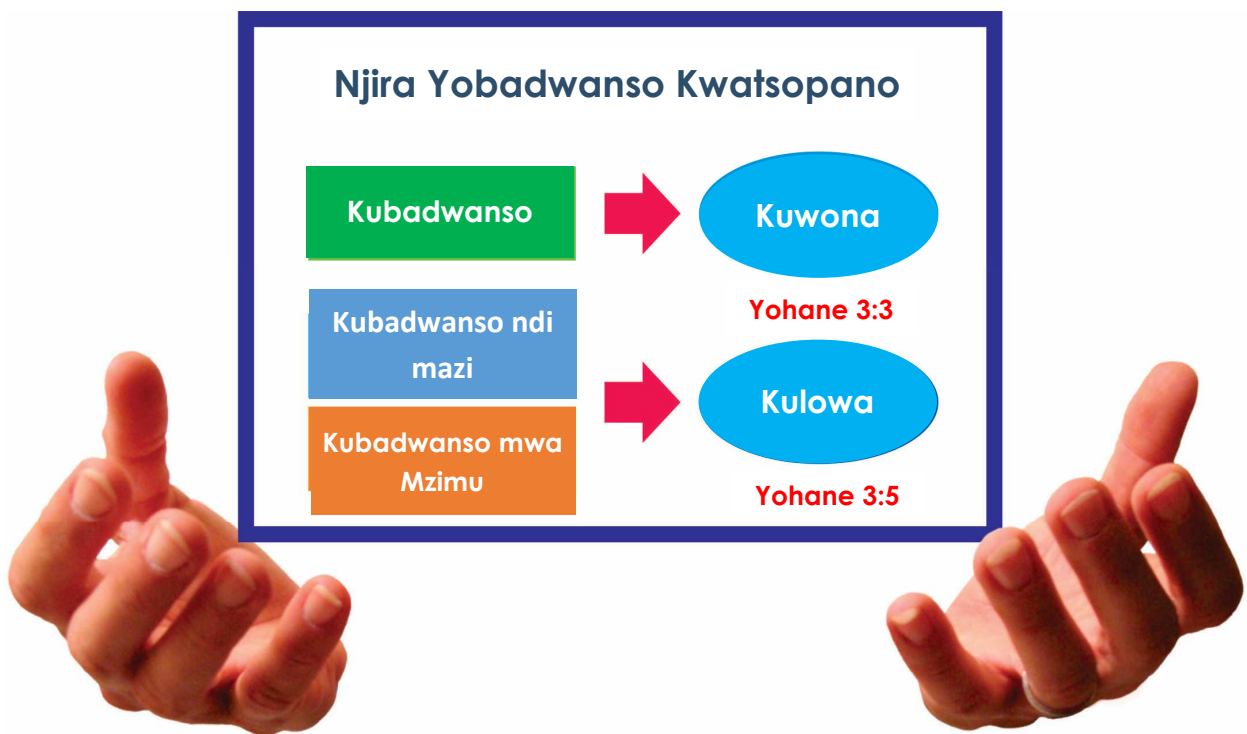 Njira Yobadwanso Kwatsopano
Kubadwanso
Kuwona
Yohane 3:3
Kubadwanso ndi
mazi
Kubadwanso mwa
Mzimu
Kulowa
Yohane 3:5